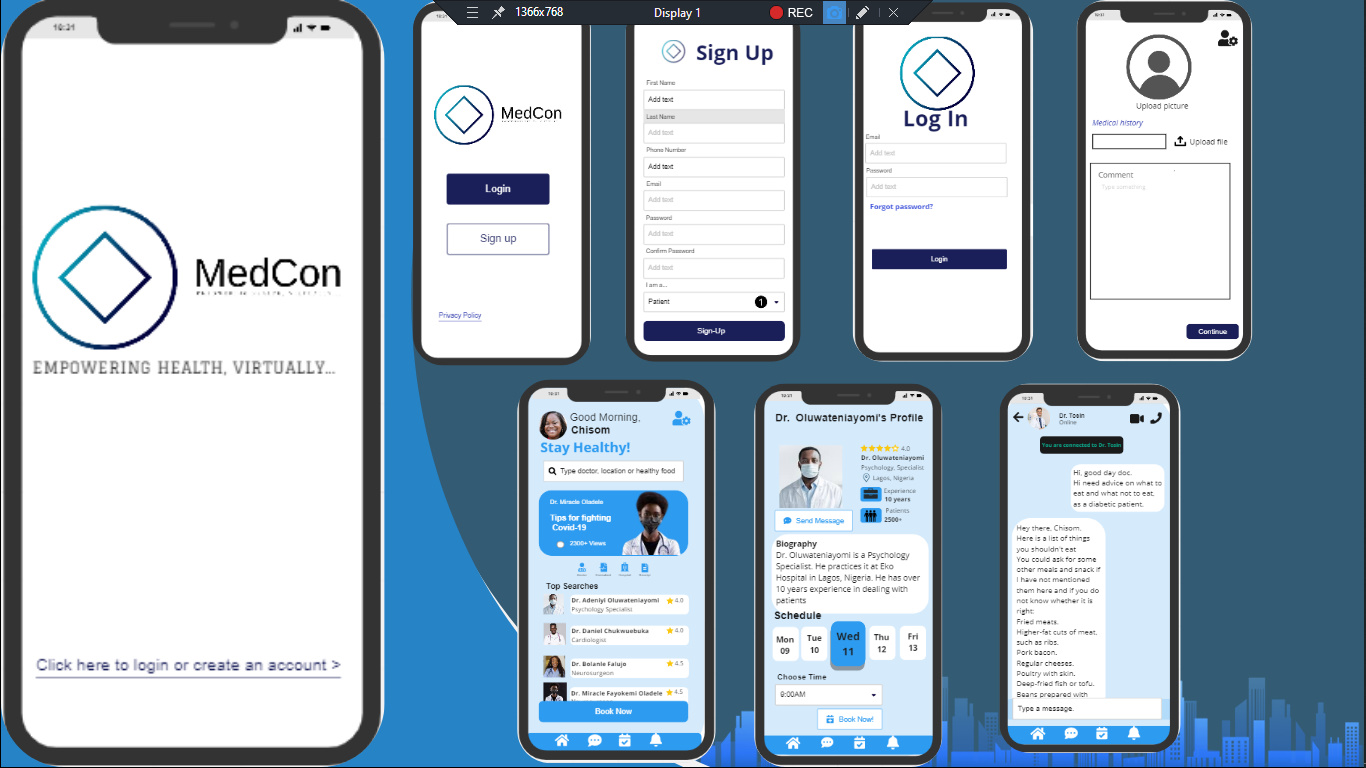 1366x768
Display 1
REC
10:21
MedCon
EMPOWERING HEALTH, VIRTUALLY...
Click here to login or create an account >
MedCon
Login
Sign up
Privacy Policy
Sign Up
First Name
Add text
Last Name
Add text
Phone Number
Add text
Email
Add text
Password
Add text
Confirm Password
Add text
I am a...
Patient
1
Sign-Up
Log In
Email
Add text
Password
Add text
Forgot password?
Login
Upload picture
Medical history
Upload file
Comment
Type something
Continue
10:21
Good Morning,
Chisom
Stay Healthy!
Type doctor, location or healthy food
Dr. Miracle Oladele
Tips for fighting
Covid-19
2300+ Views
Top Searches
Dr. Adeniyi Oluwateniayomi
4.0
Psychology Specialist
Dr. Daniel Chukwuebuka
4.0
Cardiologist
Dr. Bolanle Falujo
4.5
Neurosurgeon
Dr. Miracle Fayokemi Oladele
4.5
Book Now
10:21
Dr. Oluwateniayomi's Profile
4.0
Dr. Oluwateniayomi
Psychology, Specialist
Lagos, Nigeria
Experience
10 years
Patients
2500+
Send Message
Biography
Dr. Oluwateniayomi is a Psychology
Specialist. He practices it at Eko
Hospital in Lagos, Nigeria. He has over
10 years experience in dealing with
patients
Schedule
Mon
09
Tue
10
Wed
11
Thu
12
Fri
13
Choose Time
9:00AM
Book Now!
10:21
Dr. Tosin
Online
You are connected to Dr. Tosin
Hi, good day doc.
Hi need advice on what to
eat and what not to eat,
as a diabetic patient.
Hey there, Chisom.
Here is a list of things
you shouldn't eat
You could ask for some
other meals and snack if
I have not mentioned
them here and if you do
not know whether it is
right:
Fried meats.
Higher-fat cuts of meat,
such as ribs.
Pork bacon.
Regular cheeses.
Poultry with skin.
Deep-fried fish or tofu.
Beans prepared with
Type a message.